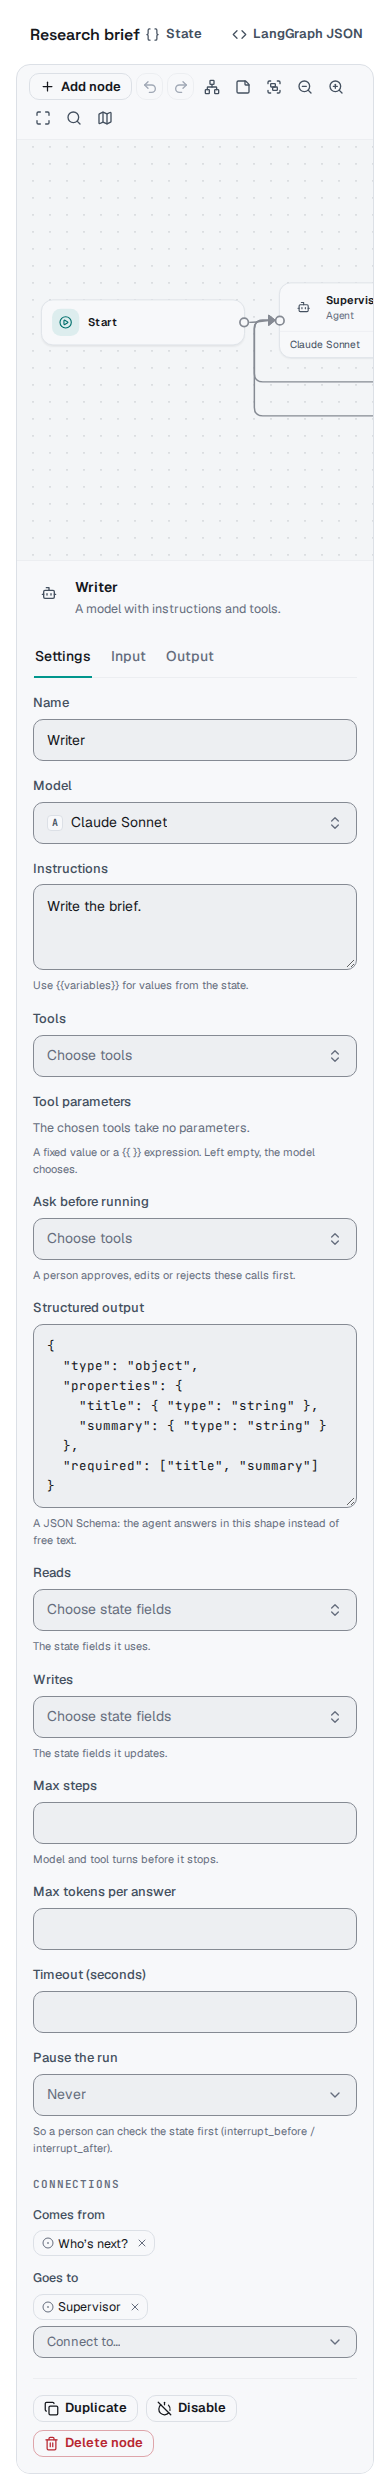 Research brief {} State <> LangGraph JSON
+ Add node
Start
Supervis
Agent
Claude Sonnet
Writer
A model with instructions and tools.
Settings Input Output
Name
Writer
Model
A Claude Sonnet
Instructions
Write the brief.
Use {{variables}} for values from the state.
Tools
Choose tools
Tool parameters
The chosen tools take no parameters.
A fixed value or a {{ }} expression. Left empty, the model
chooses.
Ask before running
Choose tools
A person approves, edits or rejects these calls first.
Structured output
{
  "type": "object",
  "properties": {
    "title": { "type": "string" },
    "summary": { "type": "string" }
  },
  "required": ["title", "summary"]
}
A JSON Schema: the agent answers in this shape instead of
free text.
Reads
Choose state fields
The state fields it uses.
Writes
Choose state fields
The state fields it updates.
Max steps
Model and tool turns before it stops.
Max tokens per answer
Timeout (seconds)
Pause the run
Never
So a person can check the state first (interrupt_before /
interrupt_after).
CONNECTIONS
Comes from
Who's next? ×
Goes to
Supervisor ×
Connect to…
Duplicate Disable
Delete node